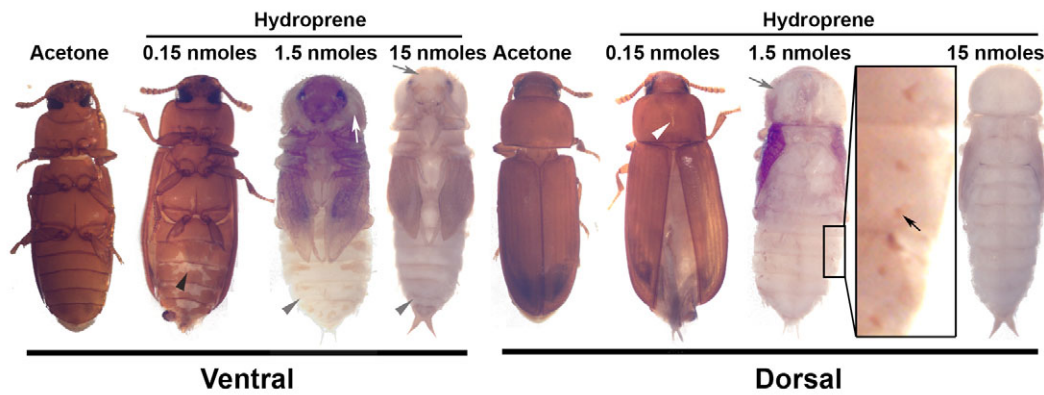 Hydroprene Hydroprene
Acetone 0.15 nmoles 1.5 nmoles 15 nmoles Acetone 0.15 nmoles 1.5 nmoles 15 nmoles
Ventral Dorsal